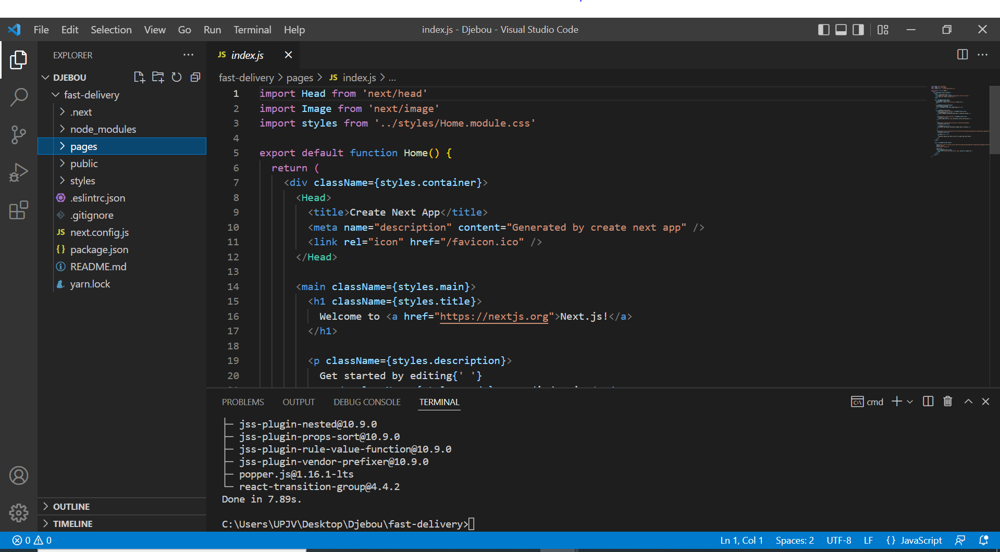 File Edit Selection View Go Run Terminal Help
index.js - Djebou - Visual Studio Code
EXPLORER
DJEBOU
fast-delivery
.next
node_modules
pages
public
styles
.eslintrc.json
.gitignore
JS next.config.js
{} package.json
README.md
yarn.lock
OUTLINE
TIMELINE
JS index.js
fast-delivery > pages > JS index.js > ...
1 import Head from 'next/head'
2 import Image from 'next/image'
3 import styles from '../styles/Home.module.css'
4
5 export default function Home() {
6 return (
7 <div className={styles.container}>
8 <Head>
9 <title>Create Next App</title>
10 <meta name="description" content="Generated by create next app" />
11 <link rel="icon" href="/favicon.ico" />
12 </Head>
13
14 <main className={styles.main}>
15 <h1 className={styles.title}>
16 Welcome to <a href="https://nextjs.org">Next.js!</a>
17 </h1>
18
19 <p className={styles.description}>
20 Get started by editing{' '}
PROBLEMS OUTPUT DEBUG CONSOLE TERMINAL
cmd
jss-plugin-nested@10.9.0
jss-plugin-props-sort@10.9.0
jss-plugin-rule-value-function@10.9.0
jss-plugin-vendor-prefixer@10.9.0
popper.js@1.16.1-lts
react-transition-group@4.4.2
Done in 7.89s.
C:\Users\UPJV\Desktop\Djebou\fast-delivery>
0 0
Ln 1, Col 1 Spaces: 2 UTF-8 LF {} JavaScript